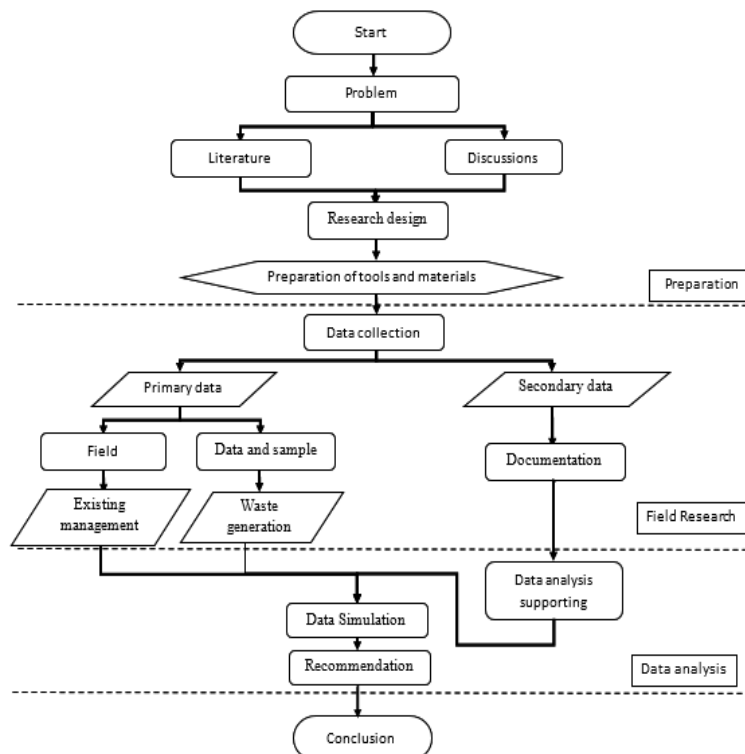 Start
Problem
Literature
Discussions
Research design
Preparation of tools and materials
Preparation
Data collection
Primary data
Secondary data
Field
Data and sample
Documentation
Existing
management
Waste
generation
Field Research
Data analysis
supporting
Data Simulation
Recommendation
Data analysis
Conclusion